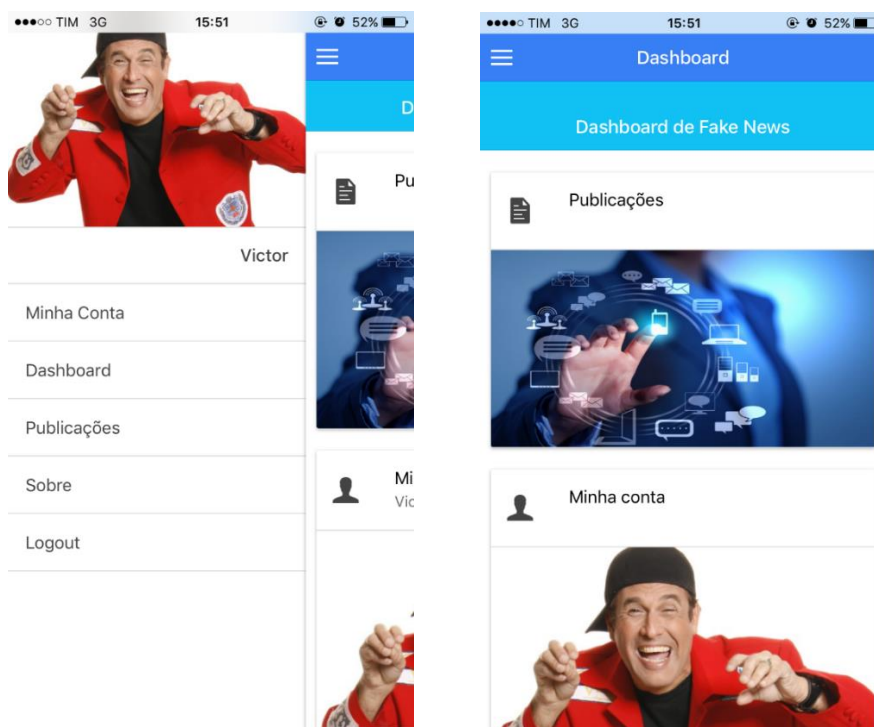 TIM 3G 15:51 52%
D
Pu
Victor
Minha Conta
Dashboard
Publicações
Sobre
Logout
Mi
Vic
TIM 3G 15:51 52%
Dashboard
Dashboard de Fake News
Publicações
Minha conta